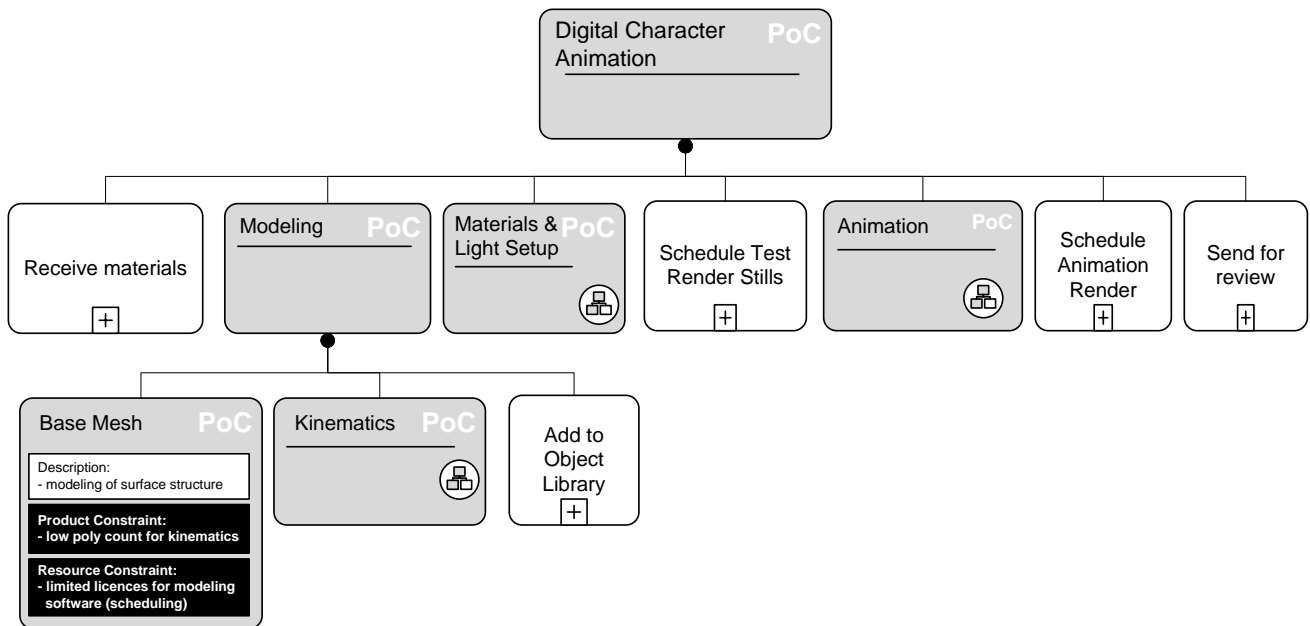 Digital Character PoC
Animation
Receive materials
+
Modeling PoC
Materials & PoC
Light Setup
Schedule Test
Render Stills
+
Animation PoC
Schedule
Animation
Render
+
Send for
review
+
Base Mesh PoC
Description:
- modeling of surface structure
Product Constraint:
- low poly count for kinematics
Resource Constraint:
- limited licences for modeling
software (scheduling)
Kinematics PoC
Add to
Object
Library
+